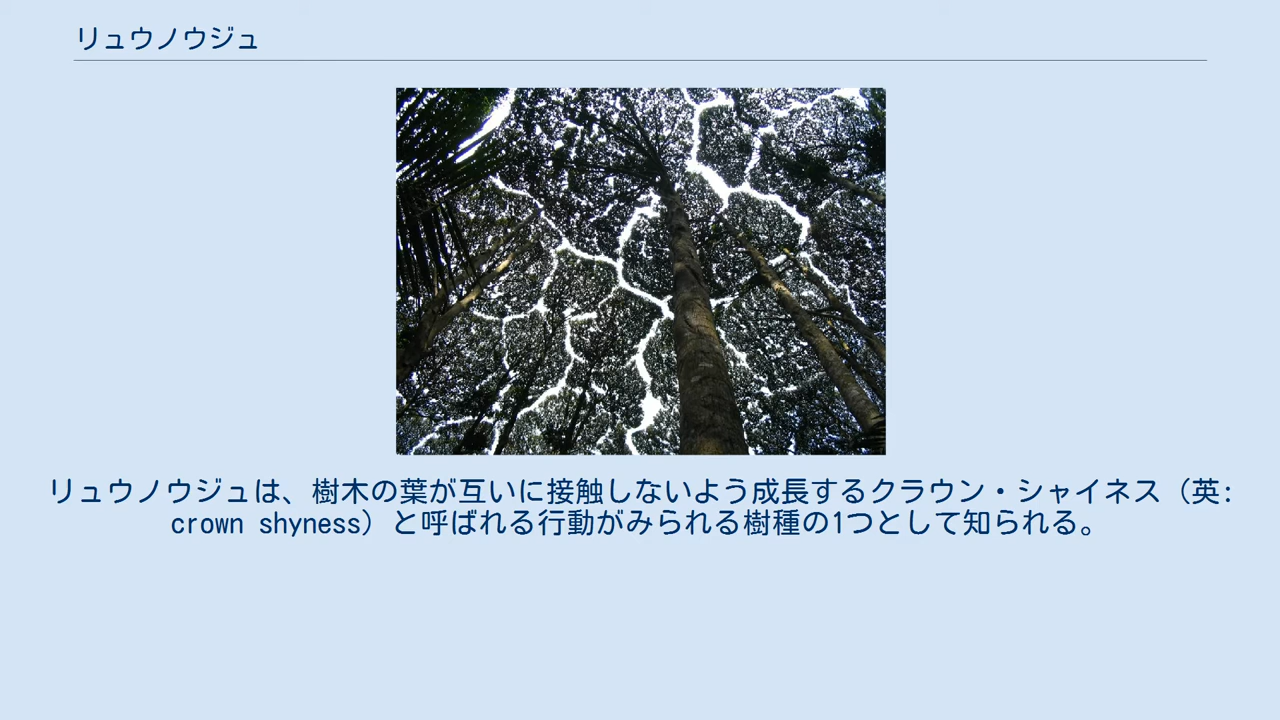 リュウノウジュ
リュウノウジュは、樹木の葉が互いに接触しないよう成長するクラウン・シャイネス（英:
crown shyness）と呼ばれる行動がみられる樹種の1つとして知られる。